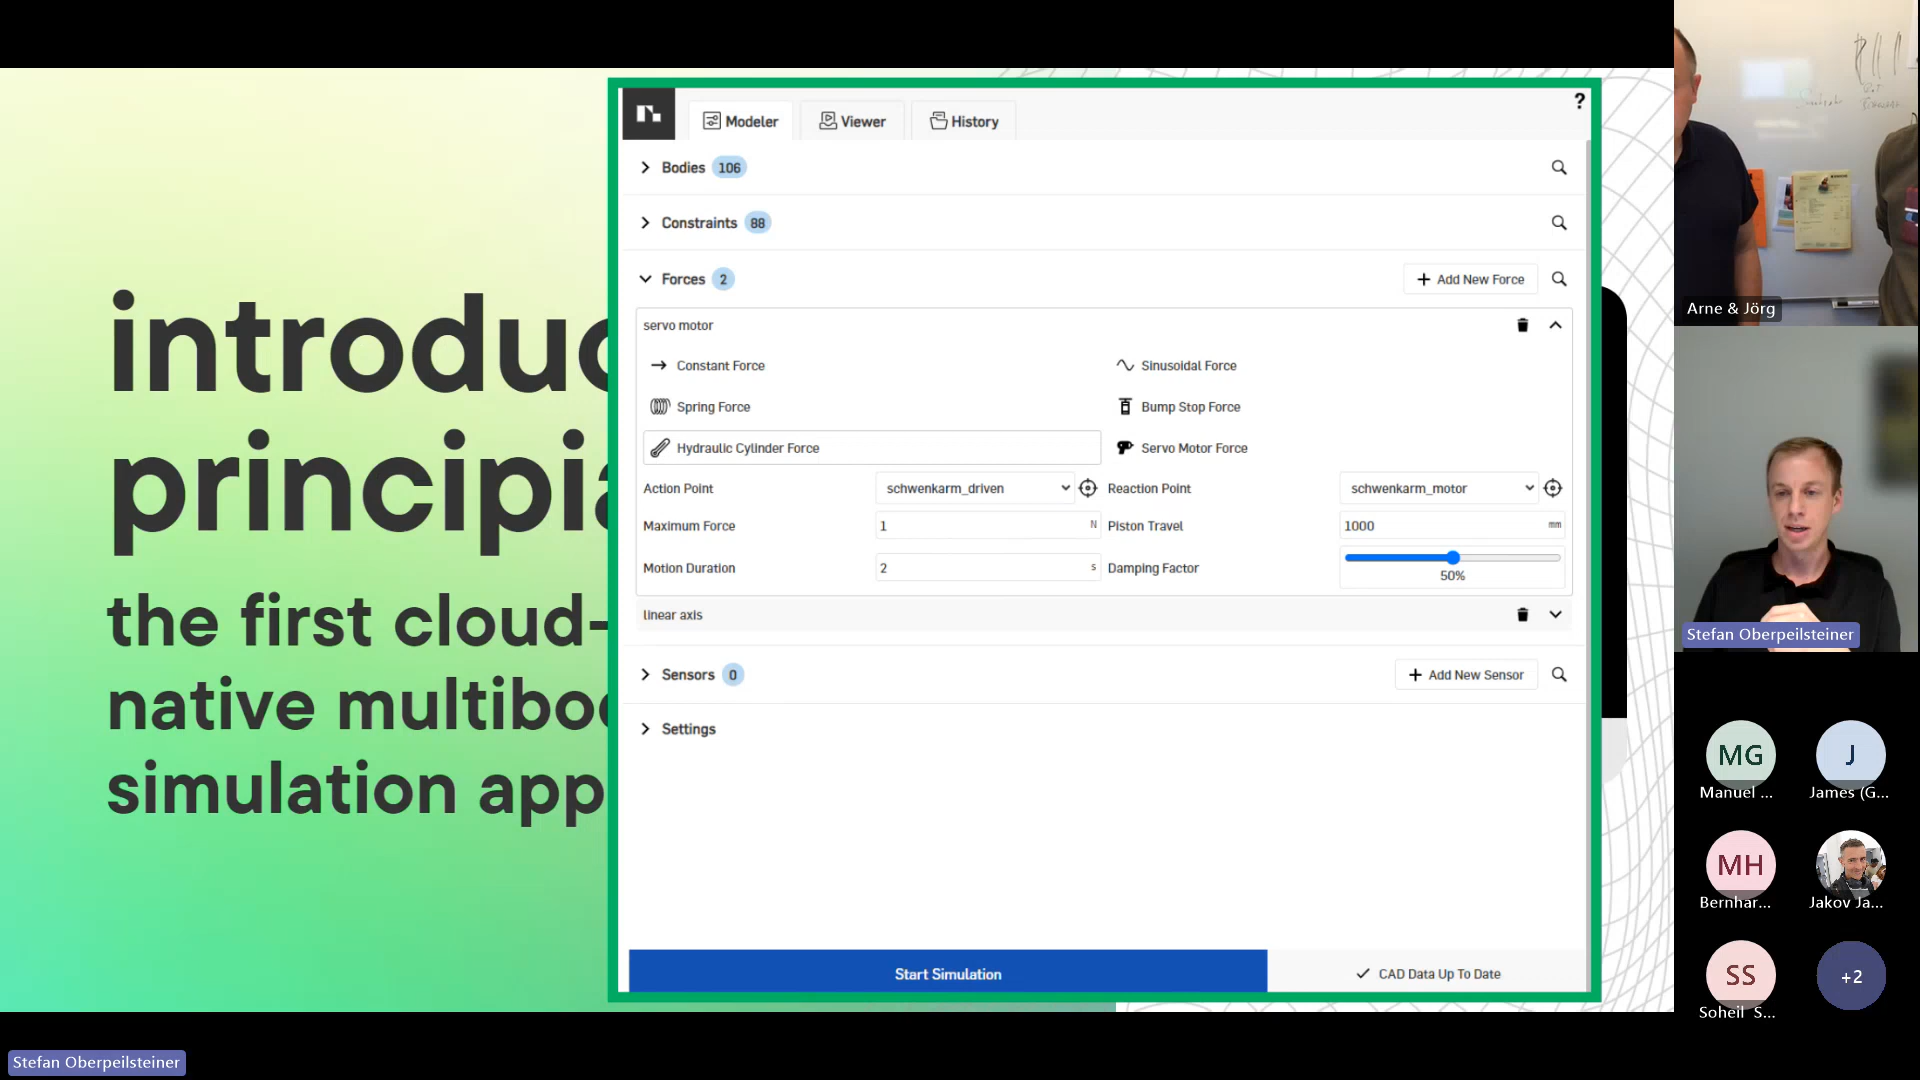 introduc
principia
the first cloud-
native multiboo
simulation app
Modeler
Viewer
History
?
Bodies 106
Constraints 88
Forces 2
Add New Force
servo motor
Constant Force
Sinusoidal Force
Spring Force
Bump Stop Force
Hydraulic Cylinder Force
Servo Motor Force
Action Point schwenkarm_driven
Reaction Point schwenkarm_motor
Maximum Force 1 N
Piston Travel 1000 mm
Motion Duration 2 s
Damping Factor 50%
linear axis
Sensors 0
Add New Sensor
Settings
Start Simulation
CAD Data Up To Date
Arne & Jörg
Stefan Oberpeilsteiner
MG
Manuel ...
J
James (G...
MH
Bernhar...
Jakov Ja...
SS
Soheil S...
+2
Stefan Oberpeilsteiner